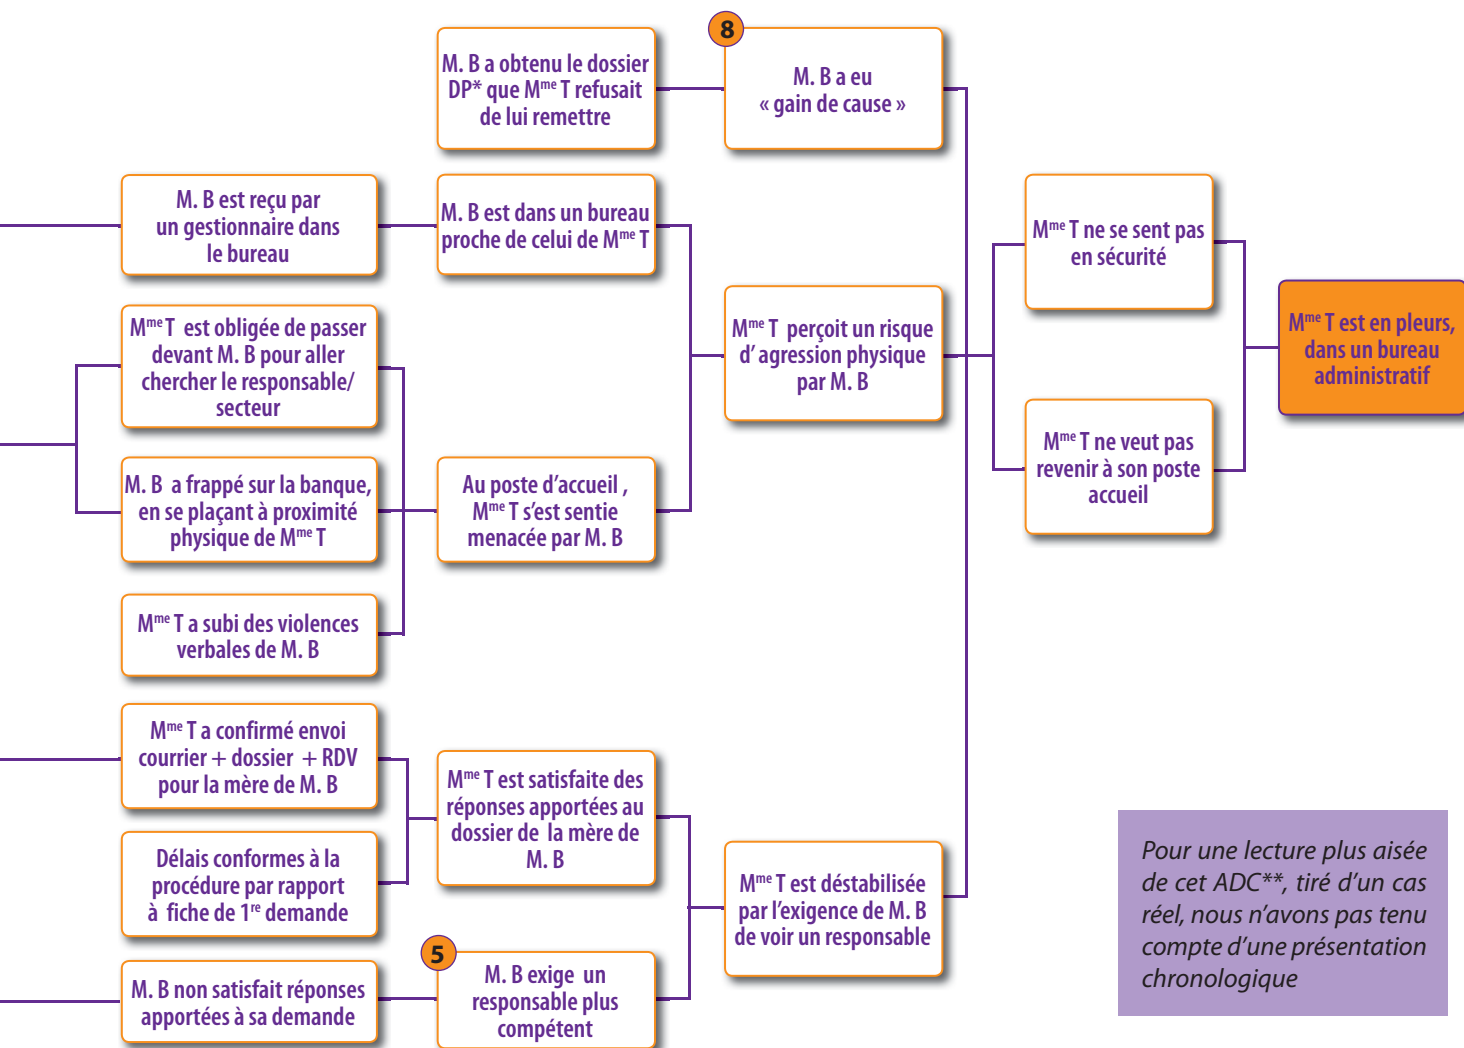 8
M. B a obtenu le dossier
DP* que Mme T refusait
de lui remettre
M. B a eu
« gain de cause »
M. B est reçu par
un gestionnaire dans
le bureau
M. B est dans un bureau
proche de celui de Mme T
Mme T ne se sent pas
en sécurité
Mme T est obligée de passer
devant M. B pour aller
chercher le responsable/
secteur
Mme T perçoit un risque
d’ agression physique
par M. B
Mme T est en pleurs,
dans un bureau
administratif
M. B a frappé sur la banque,
en se plaçant à proximité
physique de Mme T
Au poste d’accueil ,
Mme T s’est sentie
menacée par M. B
Mme T ne veut pas
revenir à son poste
accueil
Mme T a subi des violences
verbales de M. B
Mme T a confirmé envoi
courrier + dossier + RDV
pour la mère de M. B
Mme T est satisfaite des
réponses apportées au
dossier de la mère de
M. B
Délais conformes à la
procédure par rapport
à fiche de 1re demande
Mme T est déstabilisée
par l’exigence de M. B
de voir un responsable
5
M. B non satisfait réponses
apportées à sa demande
M. B exige un
responsable plus
compétent
Pour une lecture plus aisée
de cet ADC**, tiré d’un cas
réel, nous n’avons pas tenu
compte d’une présentation
chronologique